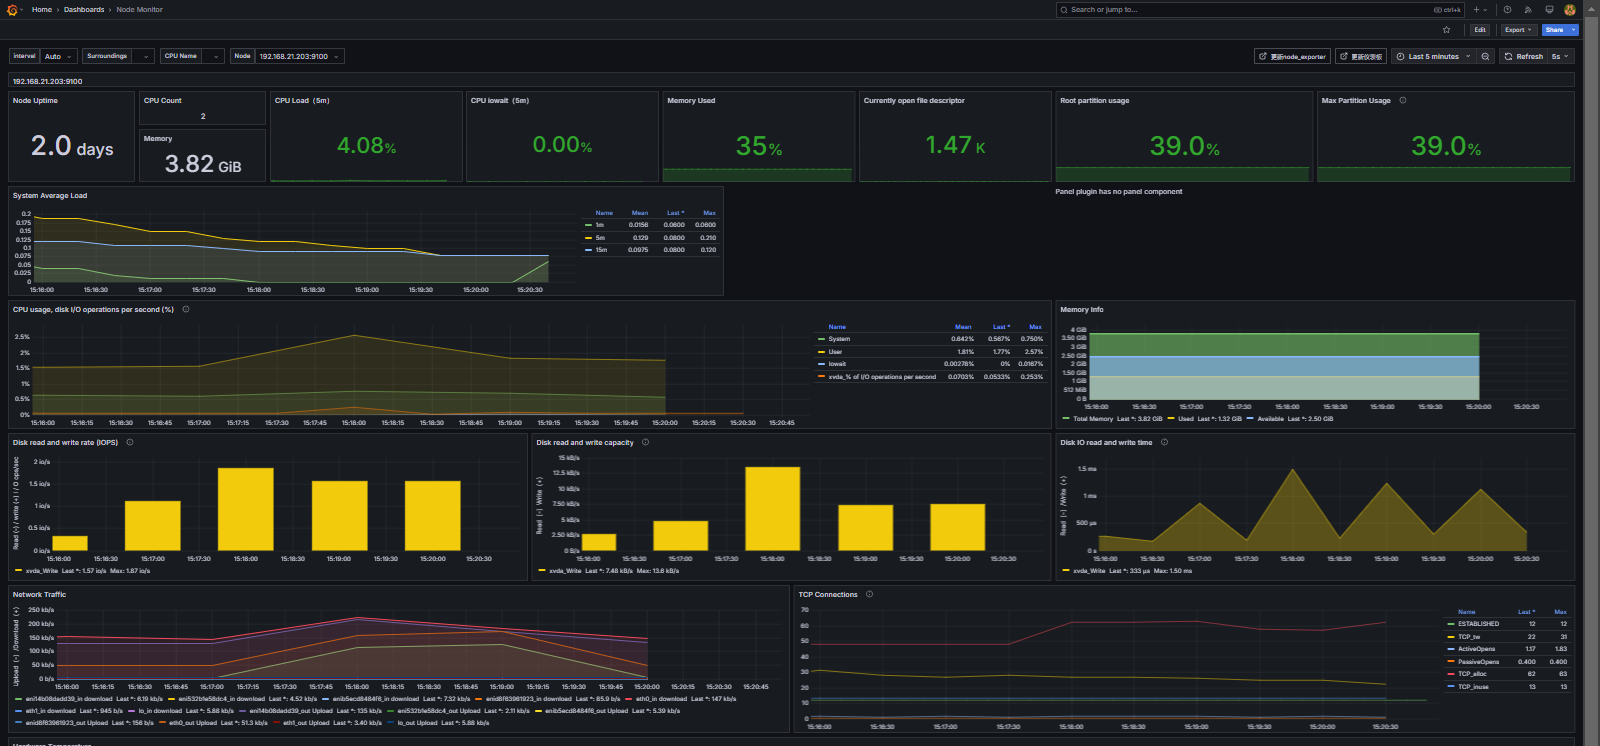 Home › Dashboards › Node Monitor
Search or jump to... ctrl+k
Edit Export Share
interval Auto Surroundings CPU Name Node 192.168.21.203:9100
更新node_exporter 更新仪表板 Last 5 minutes Refresh 5s
192.168.21.203:9100
Node Uptime
2.0 days
CPU Count
2
Memory
3.82 GiB
CPU Load (5m)
4.08%
CPU iowait (5m)
0.00%
Memory Used
35%
Currently open file descriptor
1.47 K
Root partition usage
39.0%
Max Partition Usage
39.0%
System Average Load
0.2
0.175
0.15
0.125
0.1
0.075
0.05
0.025
0
15:16:00 15:16:30 15:17:00 15:17:30 15:18:00 15:18:30 15:19:00 15:19:30 15:20:00 15:20:30
Name Mean Last * Max
1m 0.0156 0.0600 0.0600
5m 0.129 0.0800 0.210
15m 0.0975 0.0800 0.120
Panel plugin has no panel component
CPU usage, disk I/O operations per second (%)
2.5%
2%
1.5%
1%
0.5%
0%
15:16:00 15:16:15 15:16:30 15:16:45 15:17:00 15:17:15 15:17:30 15:17:45 15:18:00 15:18:15 15:18:30 15:18:45 15:19:00 15:19:15 15:19:30 15:19:45 15:20:00 15:20:15 15:20:30 15:20:45
Name Mean Last * Max
System 0.642% 0.567% 0.750%
User 1.81% 1.77% 2.57%
Iowait 0.00278% 0% 0.0167%
xvda_% of I/O operations per second 0.0703% 0.0533% 0.253%
Memory Info
4 GiB
3.50 GiB
3 GiB
2.50 GiB
2 GiB
1.50 GiB
1 GiB
512 MiB
0 B
15:16:00 15:16:30 15:17:00 15:17:30 15:18:00 15:18:30 15:19:00 15:19:30 15:20:00 15:20:30
Total Memory Last *: 3.82 GiB Used Last *: 1.32 GiB Available Last *: 2.50 GiB
Disk read and write rate (IOPS)
Read (-) / write (+) I / O ops/sec
2 io/s
1.5 io/s
1 io/s
0.5 io/s
0 io/s
15:16:00 15:16:30 15:17:00 15:17:30 15:18:00 15:18:30 15:19:00 15:19:30 15:20:00 15:20:30
xvda_Write Last *: 1.57 io/s Max: 1.87 io/s
Disk read and write capacity
Read (-) Write (+)
15 kB/s
12.5 kB/s
10 kB/s
7.50 kB/s
5 kB/s
2.50 kB/s
0 B/s
15:16:00 15:16:30 15:17:00 15:17:30 15:18:00 15:18:30 15:19:00 15:19:30 15:20:00 15:20:30
xvda_Write Last *: 7.48 kB/s Max: 13.6 kB/s
Disk IO read and write time
Read (-) /Write (+)
1.5 ms
1 ms
500 µs
0 s
15:16:00 15:16:30 15:17:00 15:17:30 15:18:00 15:18:30 15:19:00 15:19:30 15:20:00 15:20:30
xvda_Write Last *: 333 µs Max: 1.50 ms
Network Traffic
Upload (-) /Download (+)
250 kb/s
200 kb/s
150 kb/s
100 kb/s
50 kb/s
0 b/s
15:16:00 15:16:15 15:16:30 15:16:45 15:17:00 15:17:15 15:17:30 15:17:45 15:18:00 15:18:15 15:18:30 15:18:45 15:19:00 15:19:15 15:19:30 15:19:45 15:20:00 15:20:15 15:20:30 15:20:45
eni14b08dedd39_in download Last *: 6.19 kb/s eni532b1e58dc4_in download Last *: 4.52 kb/s enib5ecd8484f6_in download Last *: 7.32 kb/s enid8f63961923_in download Last *: 85.9 b/s eth0_in download Last *: 147 kb/s
eth1_in download Last *: 945 b/s lo_in download Last *: 5.88 kb/s eni14b08dedd39_out Upload Last *: 135 kb/s eni532b1e58dc4_out Upload Last *: 2.11 kb/s enib5ecd8484f6_out Upload Last *: 5.39 kb/s
enid8f63961923_out Upload Last *: 156 b/s eth0_out Upload Last *: 51.3 kb/s eth1_out Upload Last *: 3.40 kb/s lo_out Upload Last *: 5.88 kb/s
TCP Connections
70
60
50
40
30
20
10
0
15:16:00 15:16:30 15:17:00 15:17:30 15:18:00 15:18:30 15:19:00 15:19:30 15:20:00 15:20:30
Name Last * Max
ESTABLISHED 12 12
TCP_tw 22 31
ActiveOpens 1.17 1.83
PassiveOpens 0.400 0.400
TCP_alloc 62 63
TCP_inuse 13 13
Hardware Temperature